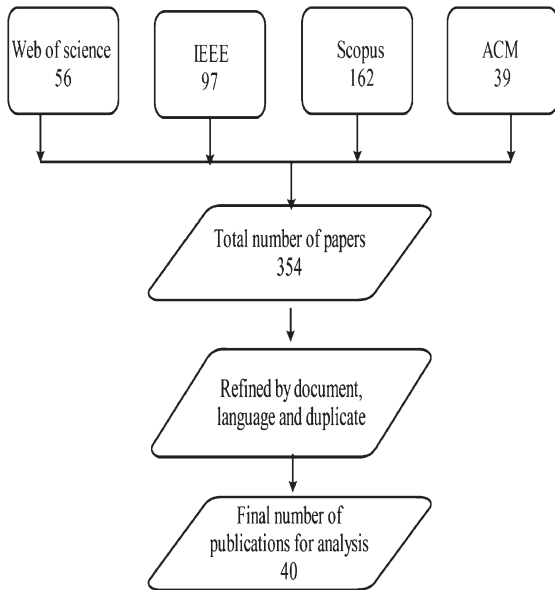 Web of science
56
IEEE
97
Scopus
162
ACM
39
Total number of papers
354
Refined by document,
language and duplicate
Final number of
publications for analysis
40